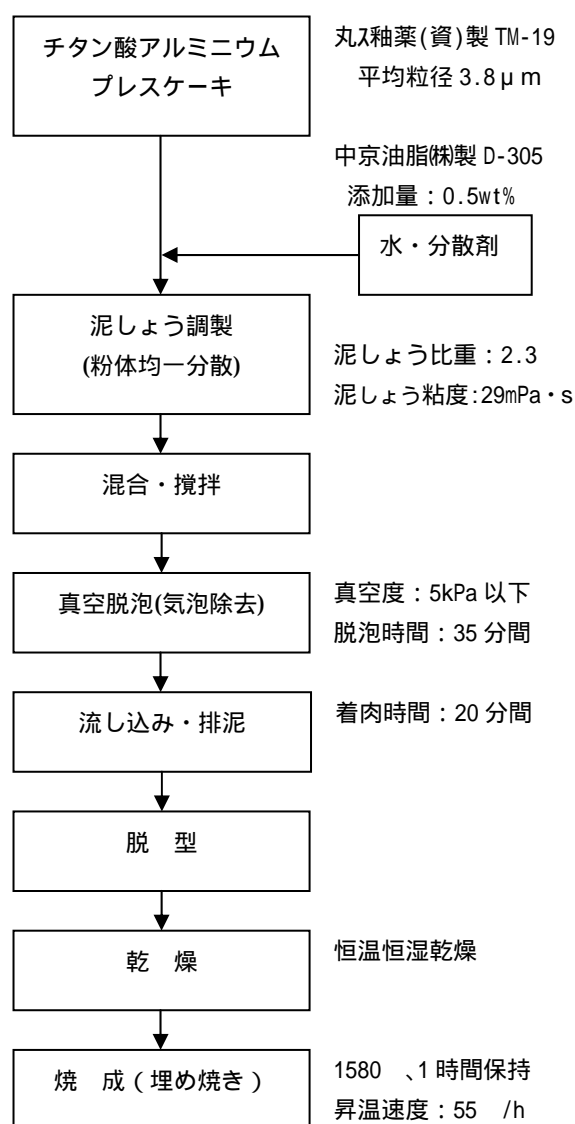 チタン酸アルミニウム
プレスケーキ
丸ス釉薬(資)製 TM-19
平均粒径 3.8μm
中京油脂㈱製 D-305
添加量:0.5wt%
水・分散剤
泥しょう調製
(粉体均一分散)
泥しょう比重:2.3
泥しょう粘度:29mPa・s
混合・撹拌
真空脱泡(気泡除去)
真空度:5kPa 以下
脱泡時間:35 分間
流し込み・排泥
着肉時間:20 分間
脱 型
乾 燥
恒温恒湿乾燥
焼 成(埋め焼き)
1580 、1 時間保持
昇温速度:55 /h